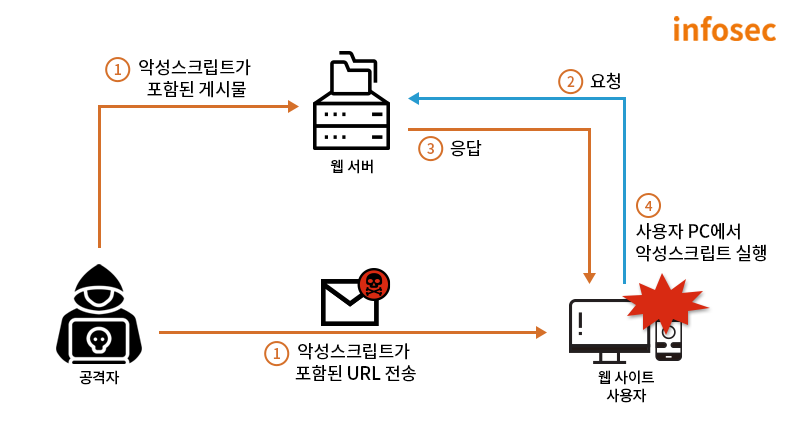 infosec
① 악성스크립트가
포함된 게시물
② 요청
웹 서버
③ 응답
④
사용자 PC에서
악성스크립트 실행
공격자
① 악성스크립트가
포함된 URL 전송
웹 사이트
사용자